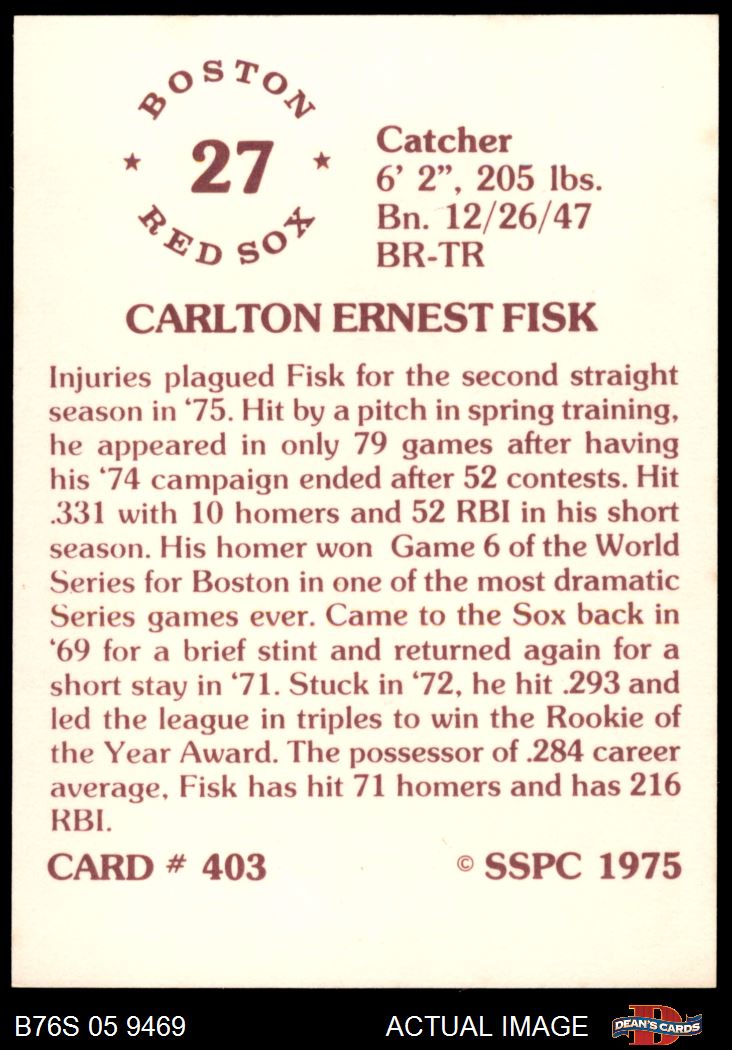 BOSTON
27
RED SOX
Catcher
6' 2”, 205 lbs.
Bn. 12/26/47
BR-TR
CARLTON ERNEST FISK
Injuries plagued Fisk for the second straight
season in ‘75. Hit by a pitch in spring training,
he appeared in only 79 games after having
his ‘74 campaign ended after 52 contests. Hit
.331 with 10 homers and 52 RBI in his short
season. His homer won Game 6 of the World
Series for Boston in one of the most dramatic
Series games ever. Came to the Sox back in
‘69 for a brief stint and returned again for a
short stay in ‘71. Stuck in ‘72, he hit .293 and
led the league in triples to win the Rookie of
the Year Award. The possessor of .284 career
average, Fisk has hit 71 homers and has 216
RBI.
CARD # 403
© SSPC 1975
B76S 05 9469
ACTUAL IMAGE
D
DEAN'S CARDS